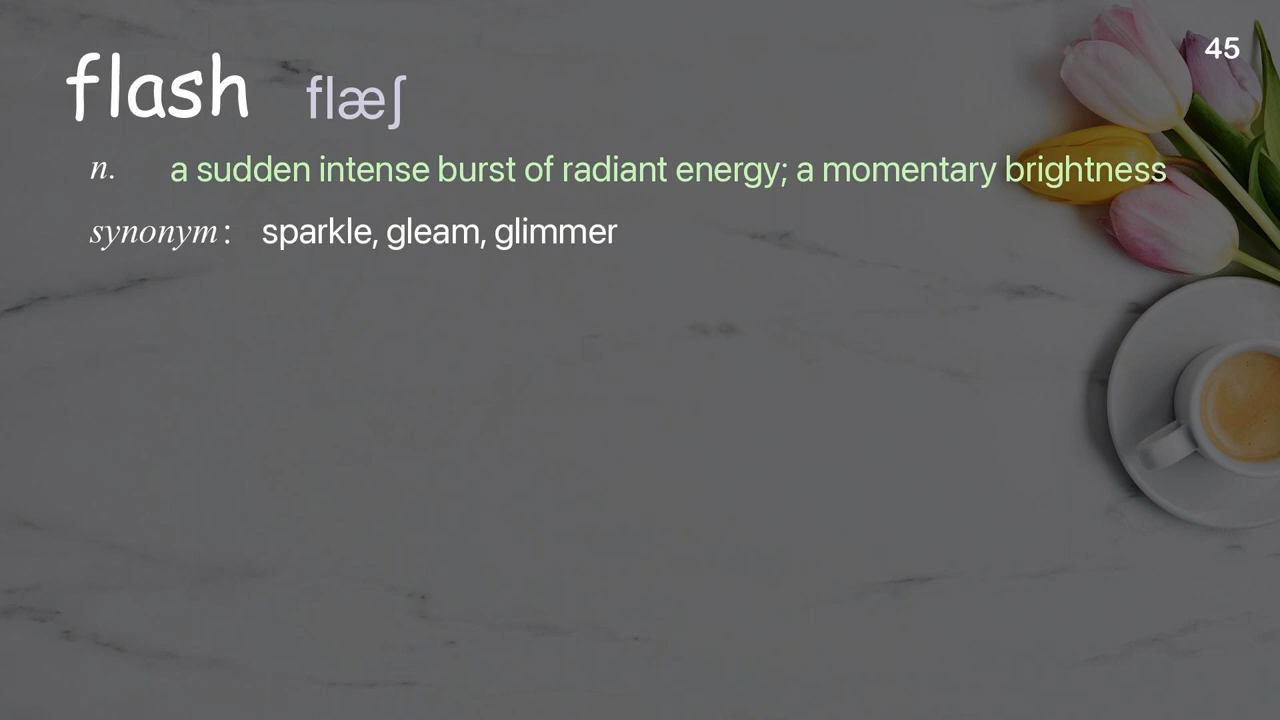 45
flash flæʃ
n. a sudden intense burst of radiant energy; a momentary brightness
synonym : sparkle, gleam, glimmer